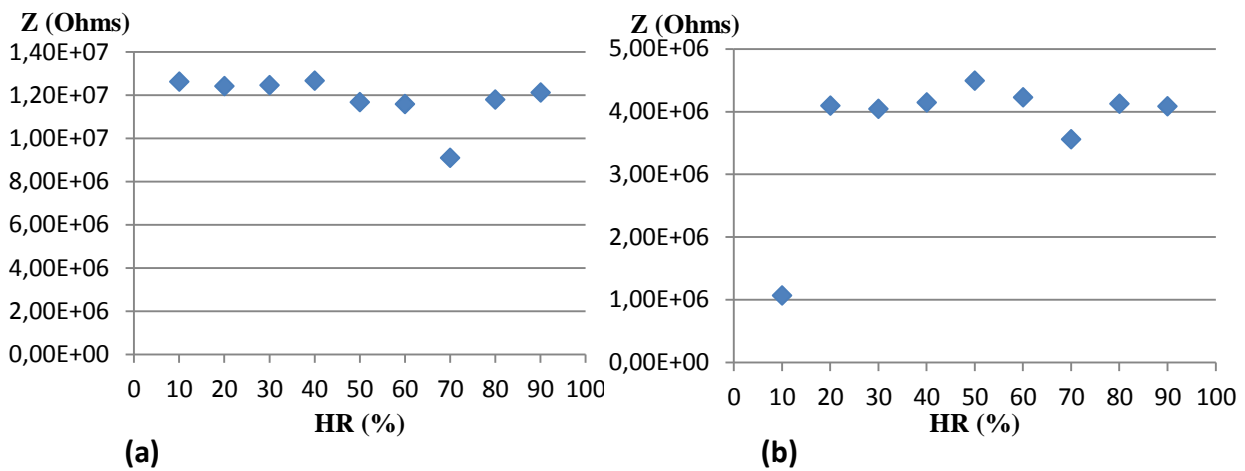 Z (Ohms)
1,40E+07
1,20E+07
1,00E+07
8,00E+06
6,00E+06
4,00E+06
2,00E+06
0,00E+00
0 10 20 30 40 50 60 70 80 90 100
HR (%)
(a)
Z (Ohms)
5,00E+06
4,00E+06
3,00E+06
2,00E+06
1,00E+06
0,00E+00
0 10 20 30 40 50 60 70 80 90 100
HR (%)
(b)